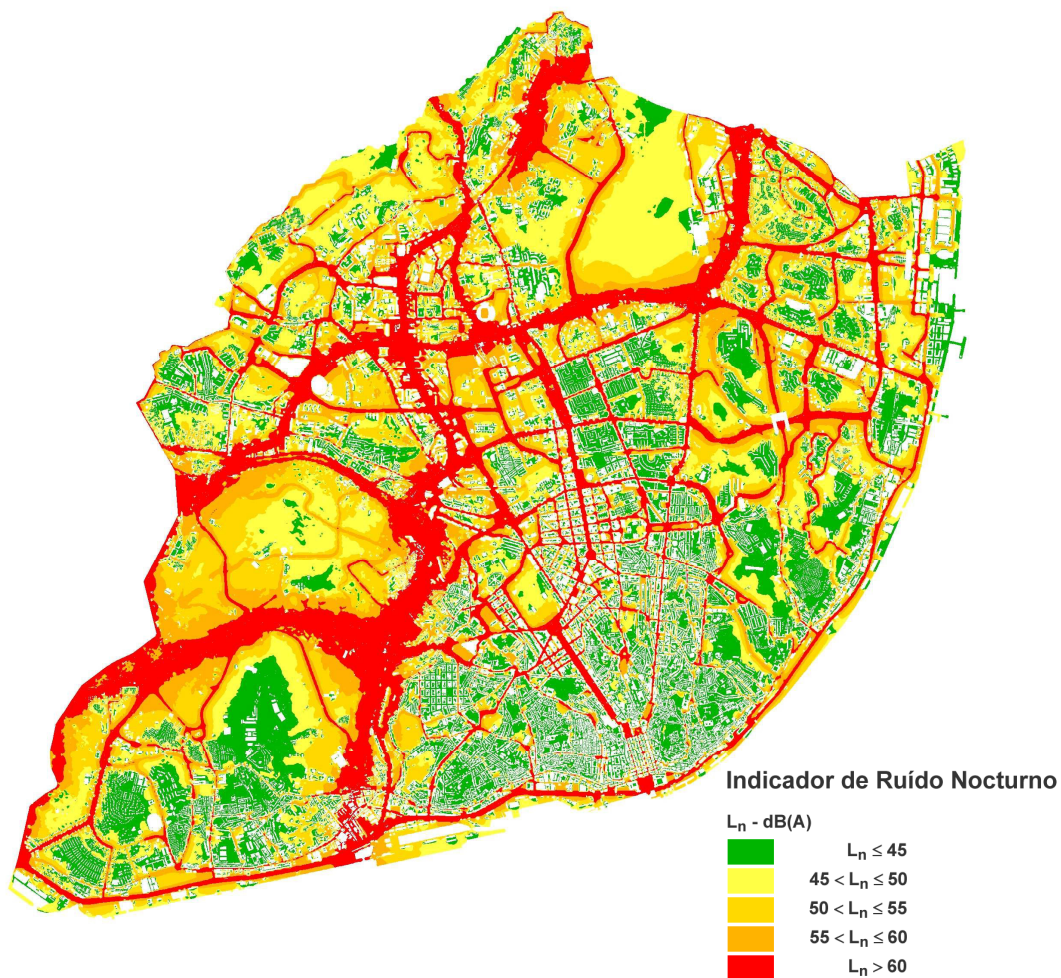 Indicador de Ruído Nocturno
Ln - dB(A)
Ln ≤ 45
45 < Ln ≤ 50
50 < Ln ≤ 55
55 < Ln ≤ 60
Ln > 60